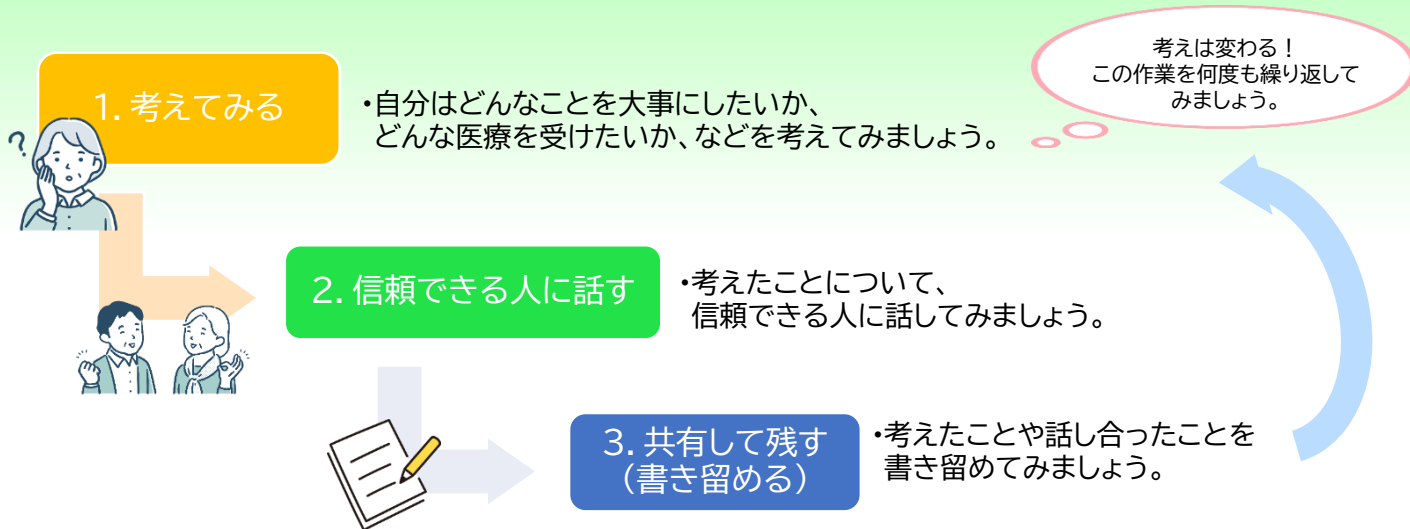 1. 考えてみる
・自分はどんなことを大事にしたいか、
どんな医療を受けたいか、などを考えてみましょう。
考えは変わる！
この作業を何度も繰り返して
みましょう。
?
2. 信頼できる人に話す
・考えたことについて、
信頼できる人に話してみましょう。
3. 共有して残す
（書き留める）
・考えたことや話し合ったことを
書き留めてみましょう。